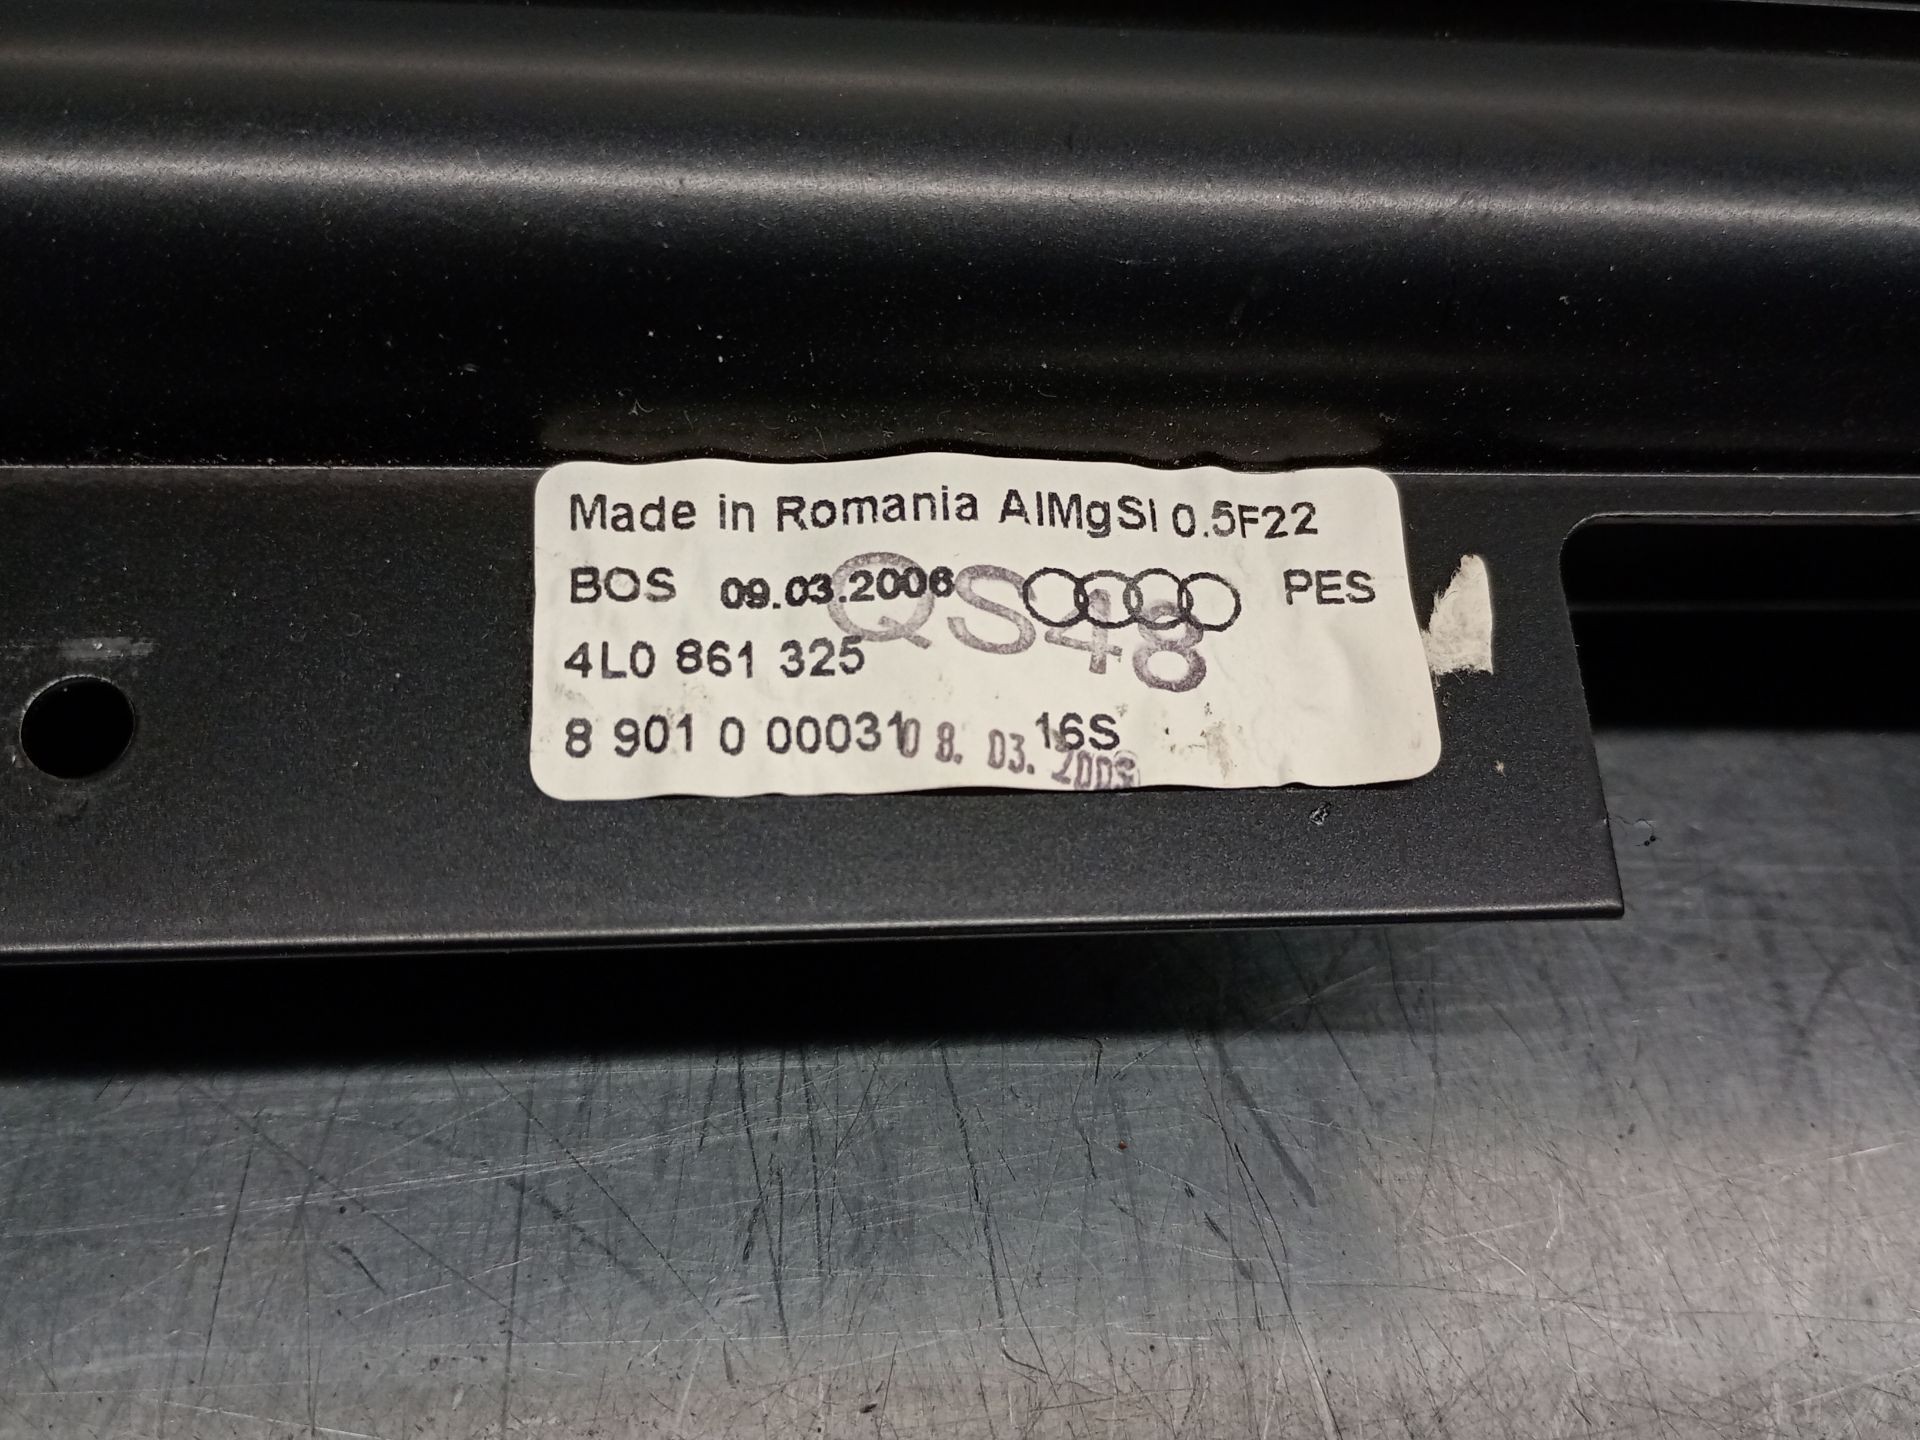 Made in Romania AlMgSi 0.5F22
BOS 09.03.2006 PES
QS48
4L0 861 325
8 901 0 00031 16S
08.03.2006